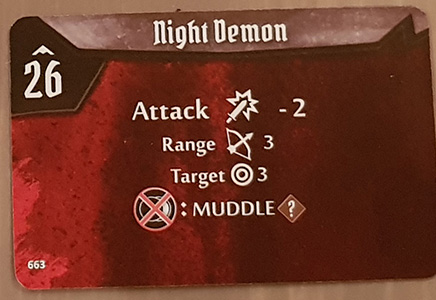 Night Demon
26
Attack - 2
Range 3
Target 3
: MUDDLE ?
663